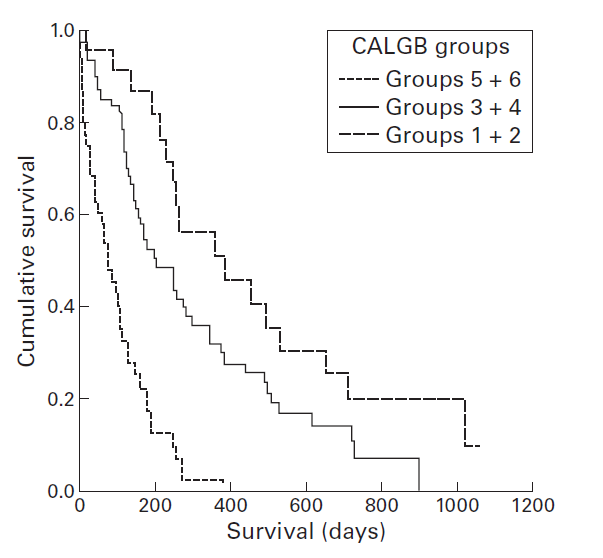 CALGB groups
Groups 5 + 6
Groups 3 + 4
Groups 1 + 2
Cumulative survival
1.0
0.8
0.6
0.4
0.2
0.0
0 200 400 600 800 1000 1200
Survival (days)